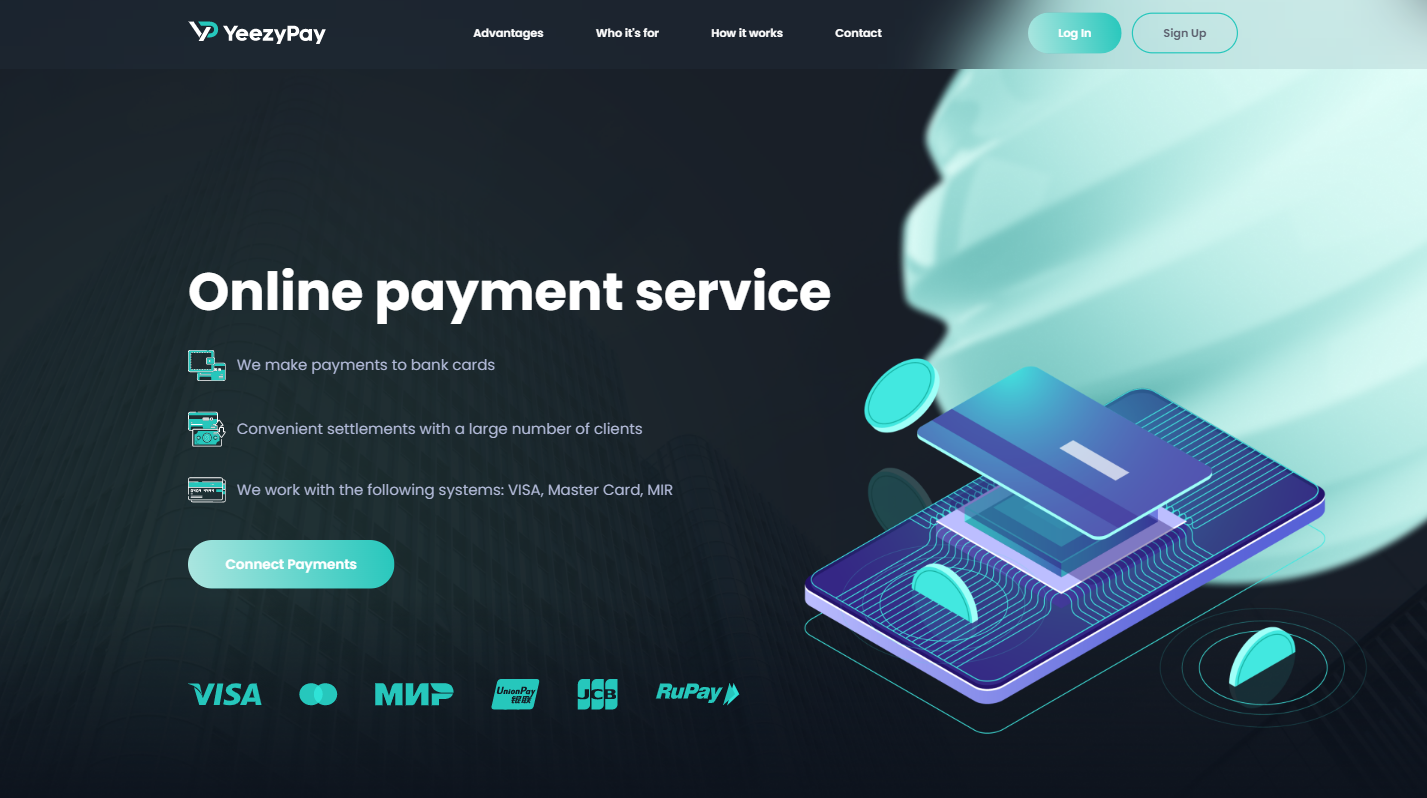 YeezyPay
Advantages
Who it's for
How it works
Contact
Log In
Sign Up
Online payment service
We make payments to bank cards
Convenient settlements with a large number of clients
We work with the following systems: VISA, Master Card, MIR
Connect Payments
VISA
МИР
UnionPay
银联
JCB
RuPay